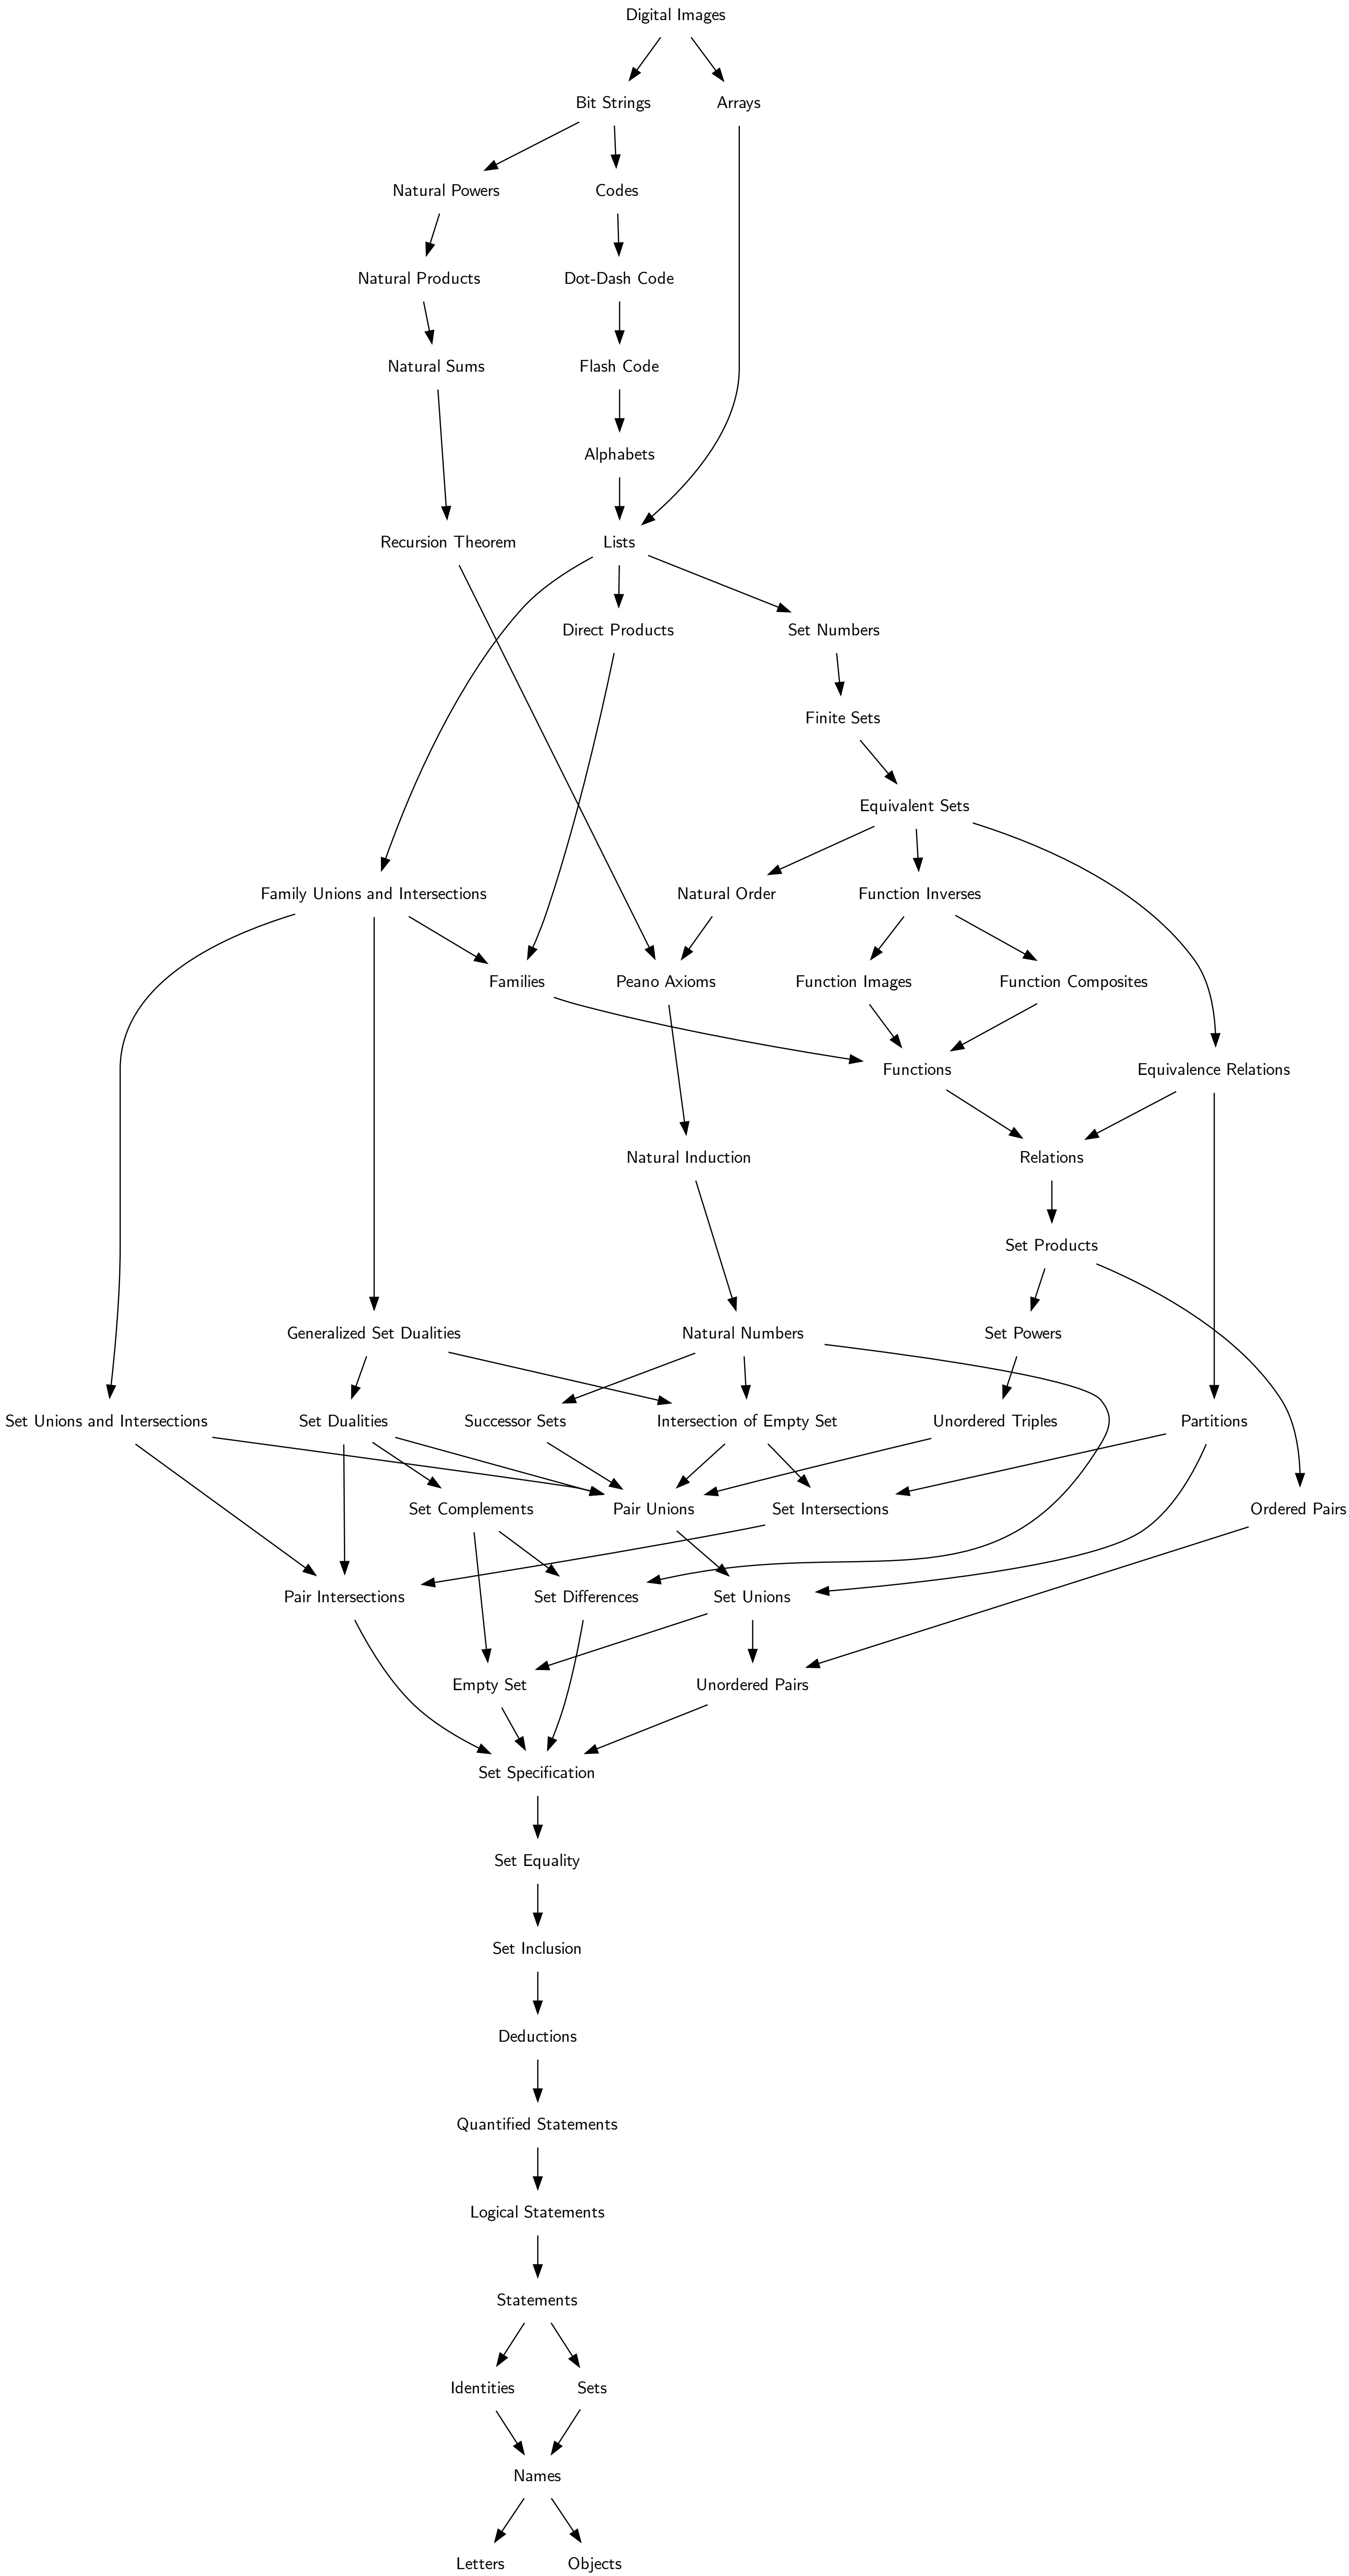 Digital Images
Bit Strings
Arrays
Natural Powers
Codes
Natural Products
Dot-Dash Code
Natural Sums
Flash Code
Alphabets
Recursion Theorem
Lists
Direct Products
Set Numbers
Finite Sets
Equivalent Sets
Family Unions and Intersections
Natural Order
Function Inverses
Families
Peano Axioms
Function Images
Function Composites
Functions
Equivalence Relations
Natural Induction
Relations
Set Products
Generalized Set Dualities
Natural Numbers
Set Powers
Set Unions and Intersections
Set Dualities
Successor Sets
Intersection of Empty Set
Unordered Triples
Partitions
Set Complements
Pair Unions
Set Intersections
Ordered Pairs
Pair Intersections
Set Differences
Set Unions
Empty Set
Unordered Pairs
Set Specification
Set Equality
Set Inclusion
Deductions
Quantified Statements
Logical Statements
Statements
Identities
Sets
Names
Letters
Objects